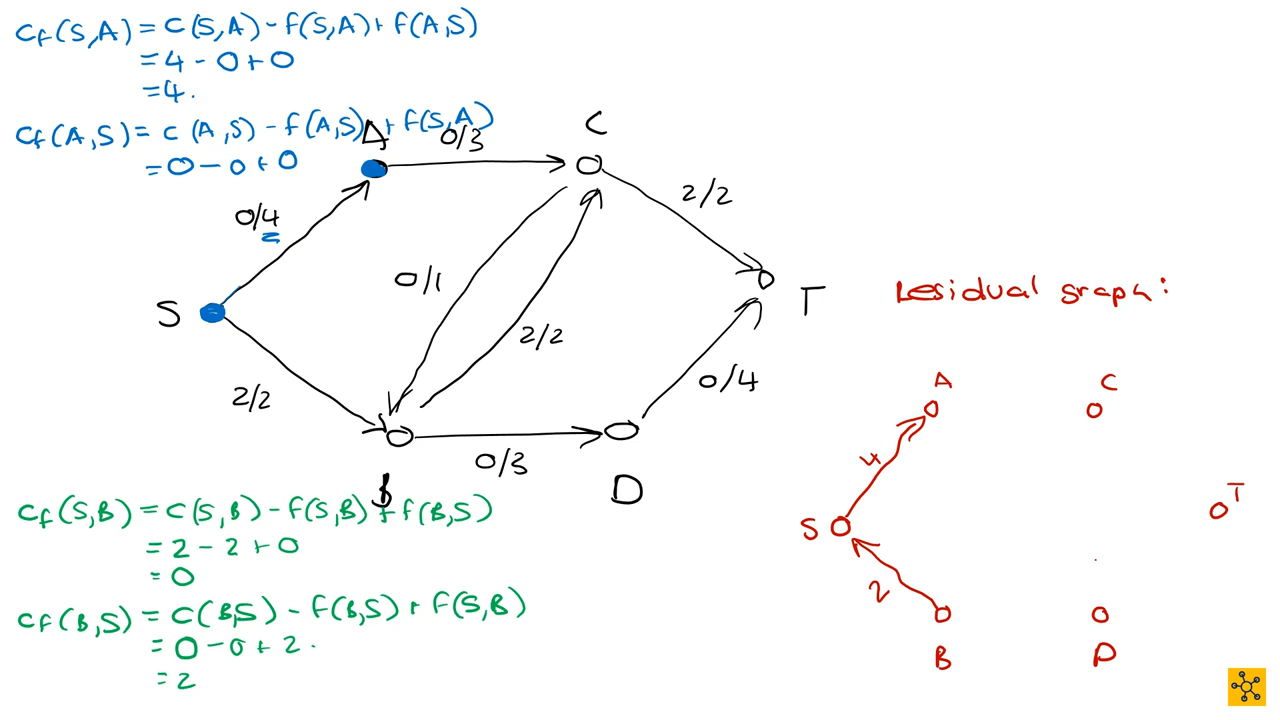 Cf(S,A) = C(S,A) - f(S,A) + f(A,S)
= 4 - 0 + 0
= 4.
Cf(A,S) = C(A,S) - f(A,S) + f(S,A)
= 0 - 0 + 0
A
0/3
C
2/2
0/4
0/1
2/2
S
T
2/2
0/4
0/3
B
D
Residual graph:
A
C
4
T
S
2
B
D
Cf(S,B) = C(S,B) - f(S,B) + f(B,S)
= 2 - 2 + 0
= 0
Cf(B,S) = C(B,S) - f(B,S) + f(S,B)
= 0 - 0 + 2.
= 2